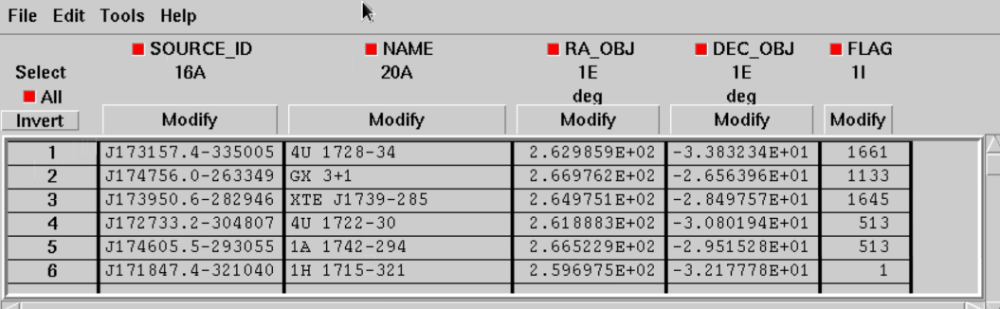 File Edit Tools Help
SOURCE_ID NAME RA_OBJ DEC_OBJ FLAG
Select 16A 20A 1E 1E 1I
All deg deg
Invert Modify Modify Modify Modify Modify
1 J173157.4-335005 4U 1728-34 2.629859E+02 -3.383234E+01 1661
2 J174756.0-263349 GX 3+1 2.669762E+02 -2.656396E+01 1133
3 J173950.6-282946 XTE J1739-285 2.649751E+02 -2.849757E+01 1645
4 J172733.2-304807 4U 1722-30 2.618883E+02 -3.080194E+01 513
5 J174605.5-293055 1A 1742-294 2.665229E+02 -2.951528E+01 513
6 J171847.4-321040 1H 1715-321 2.596975E+02 -3.217778E+01 1